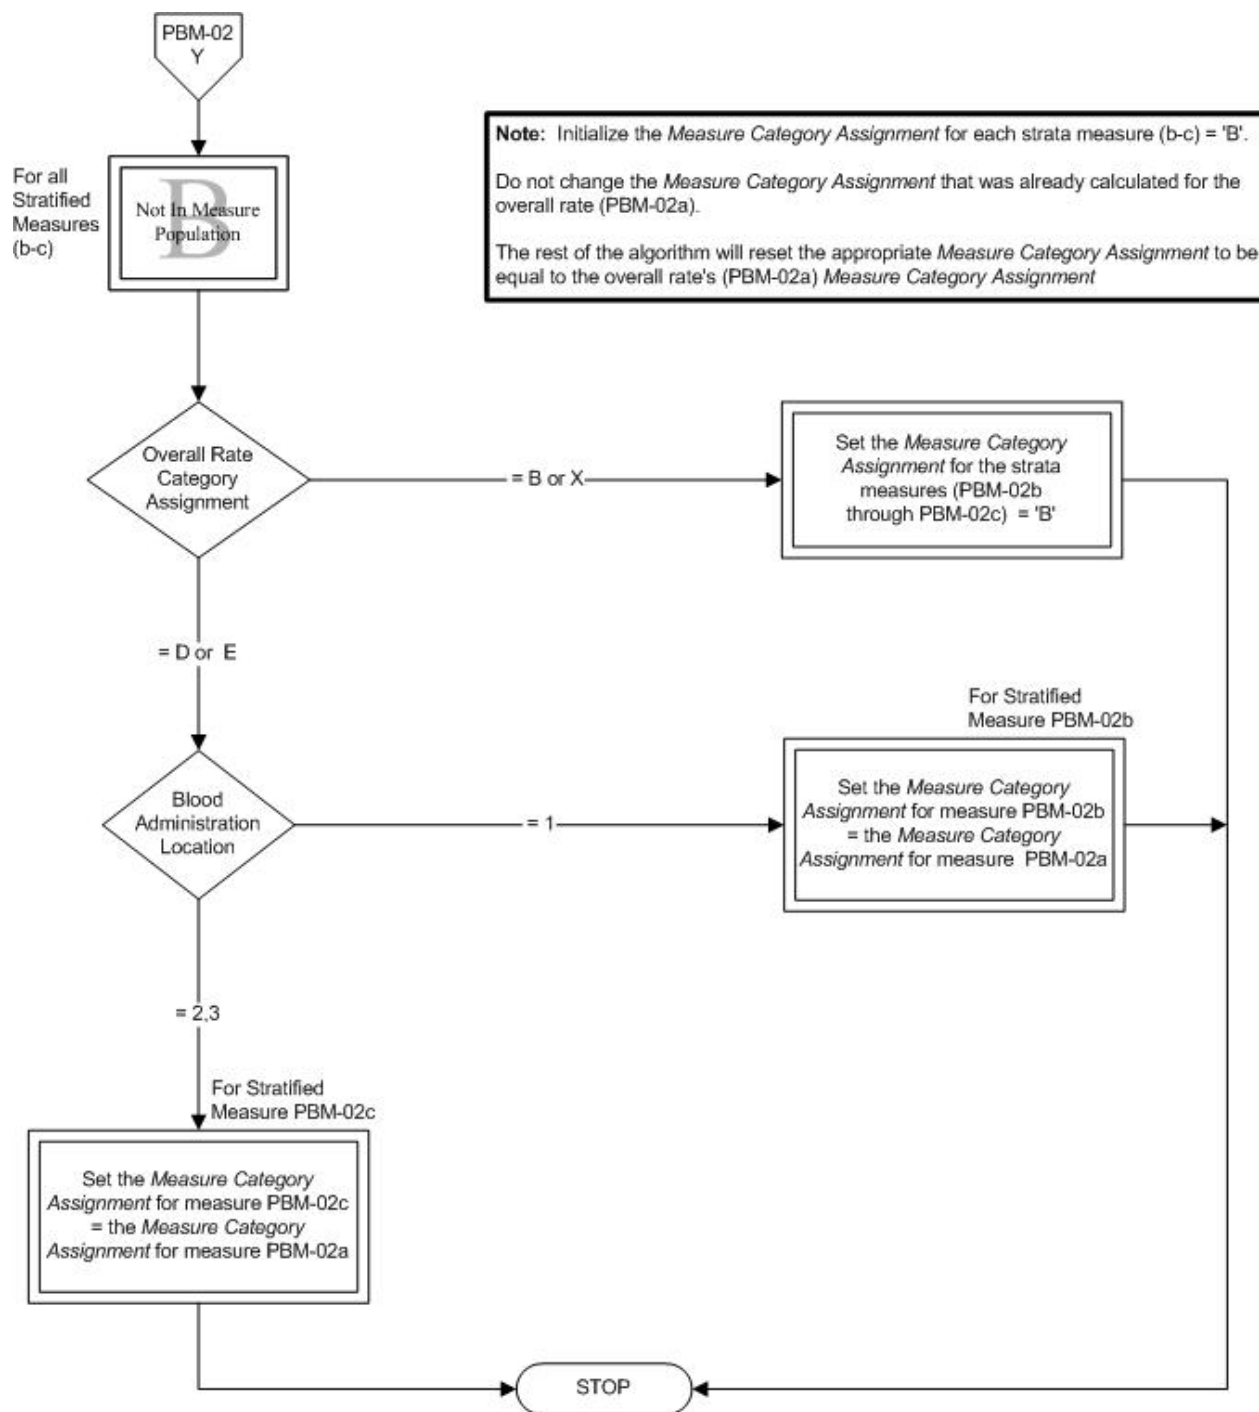 PBM-02
Y
Note: Initialize the Measure Category Assignment for each strata measure (b-c) = 'B'.
Do not change the Measure Category Assignment that was already calculated for the
overall rate (PBM-02a).
The rest of the algorithm will reset the appropriate Measure Category Assignment to be
equal to the overall rate's (PBM-02a) Measure Category Assignment
For all
Stratified
Measures
(b-c)
B
Not In Measure
Population
Overall Rate
Category
Assignment
= B or X
Set the Measure Category
Assignment for the strata
measures (PBM-02b
through PBM-02c) = 'B'
= D or E
For Stratified
Measure PBM-02b
Blood
Administration
Location
= 1
Set the Measure Category
Assignment for measure PBM-02b
= the Measure Category
Assignment for measure PBM-02a
= 2,3
For Stratified
Measure PBM-02c
Set the Measure Category
Assignment for measure PBM-02c
= the Measure Category
Assignment for measure PBM-02a
STOP